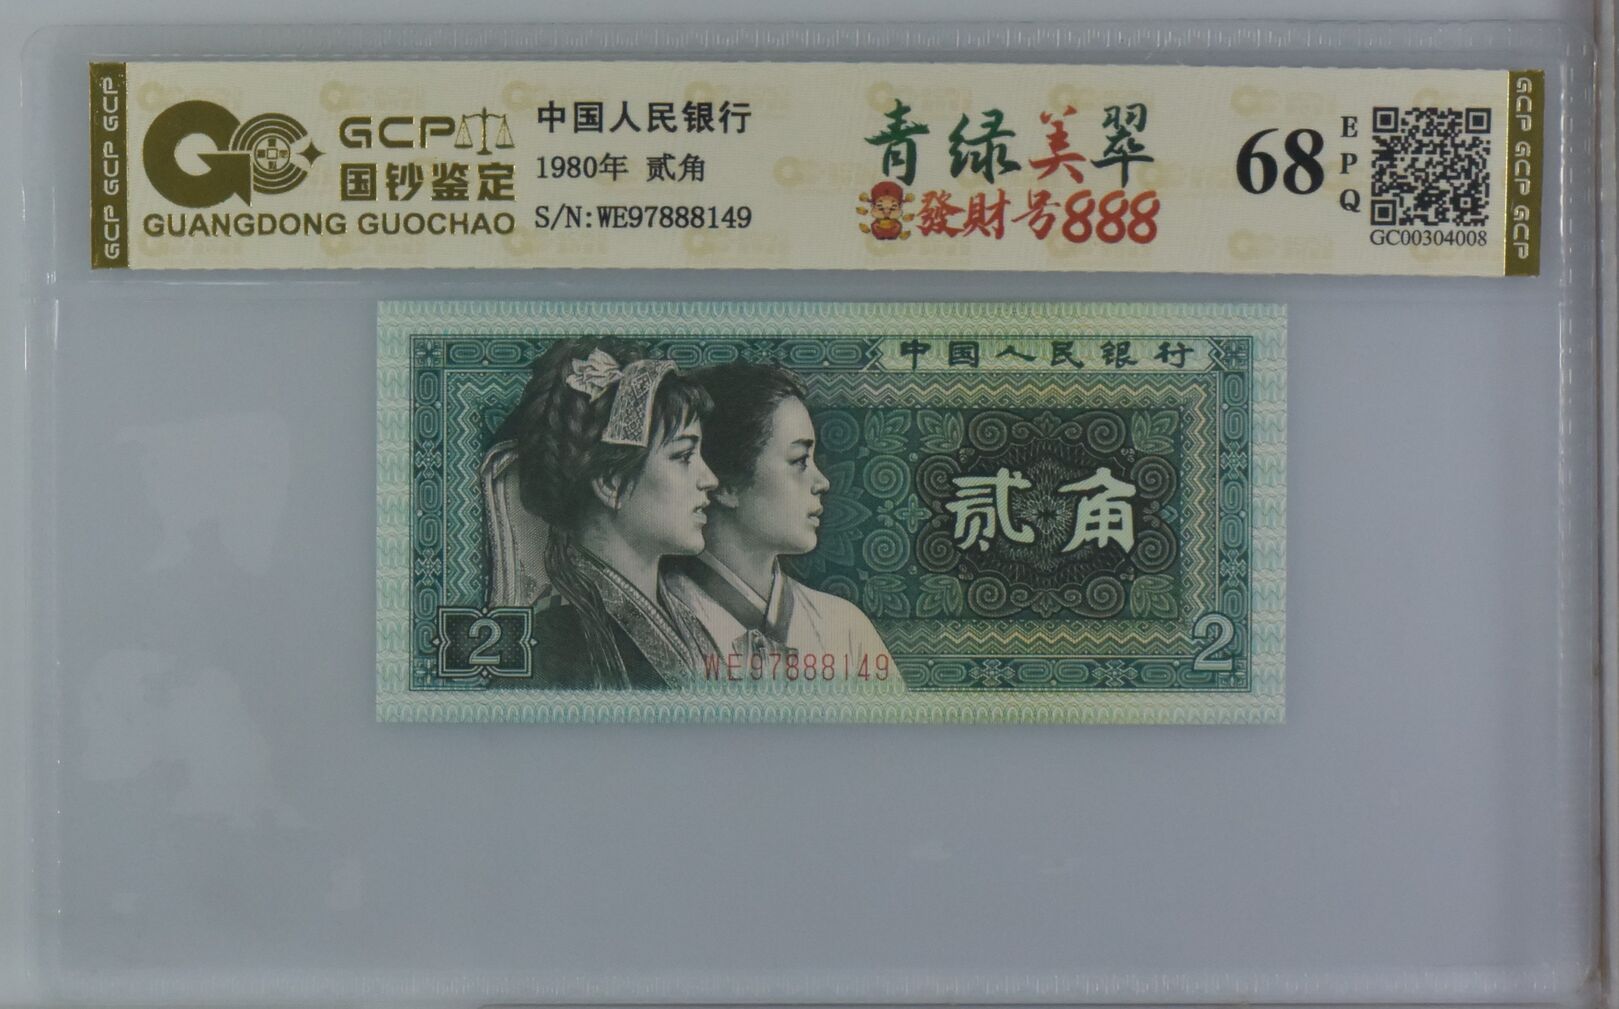 GCP GCP GCP
GCP
国钞鉴定
GUANGDONG GUOCHAO
中国人民银行
1980年 贰角
S/N:WE97888149
青绿美翠
發財号888
68
EPQ
GC00304008
GCP GCP GCP
中国人民银行
贰角
2
2
WE97888149